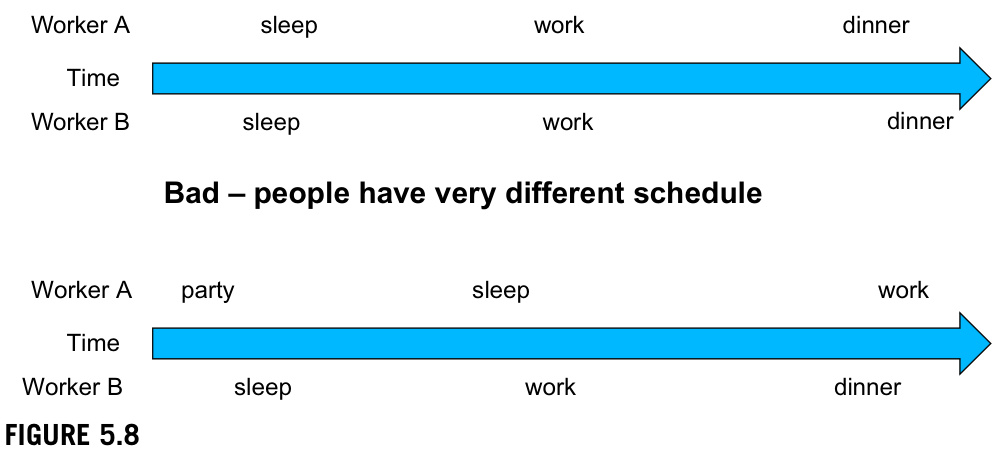 Worker A sleep work dinner
Time
Worker B sleep work dinner
Bad – people have very different schedule
Worker A party sleep work
Time
Worker B sleep work dinner
FIGURE 5.8